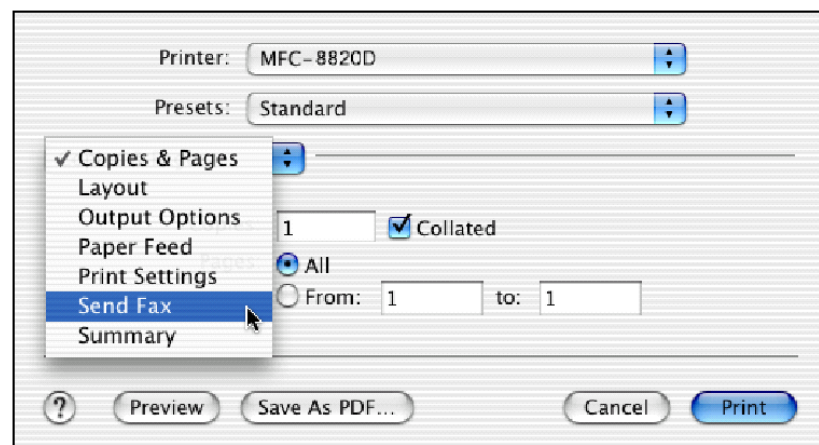 Printer: MFC-8820D
Presets: Standard
✓ Copies & Pages
Layout
Output Options
1 Collated
Paper Feed
Pages: All
Print Settings
From: 1 to: 1
Send Fax
Summary
? Preview Save As PDF... Cancel Print